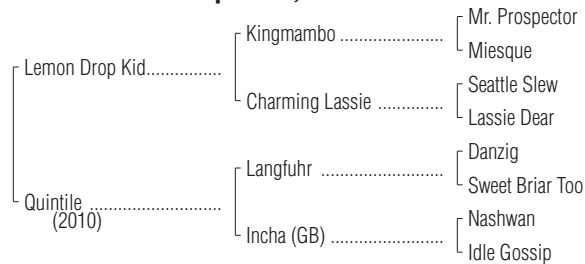 Kingmambo ..................
Mr. Prospector
Miesque
Lemon Drop Kid...............
Charming Lassie ..............
Seattle Slew
Lassie Dear
Langfuhr .....................
Danzig
Sweet Briar Too
Quintile ..........................
(2010)
Incha (GB) ....................
Nashwan
Idle Gossip